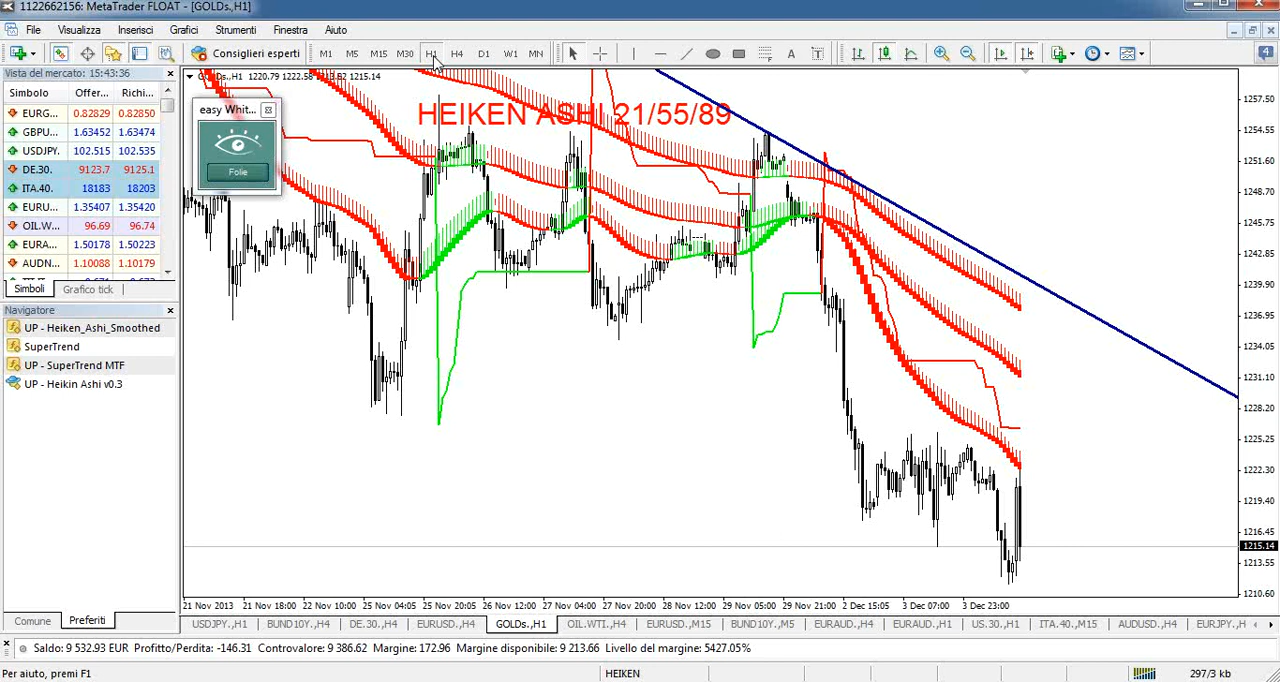 1122662156: MetaTrader FLOAT - [GOLDs.,H1]
File Visualizza Inserisci Grafici Strumenti Finestra Aiuto
Consiglieri esperti M1 M5 M15 M30 H1 H4 D1 W1 MN A T 4
Vista del mercato: 15:43:36
Simbolo Offer... Richi...
EURG... 0.82829 0.82850
GBPU... 1.63452 1.63474
USDJPY. 102.515 102.535
DE.30. 9123.7 9125.1
ITA.40. 18183 18203
EURU... 1.35407 1.35420
OIL.W... 96.69 96.74
EURA... 1.50178 1.50223
AUDN... 1.10088 1.10179
Simboli Grafico tick
Navigatore
UP - Heiken_Ashi_Smoothed
SuperTrend
UP - SuperTrend MTF
UP - Heikin Ashi v0.3
Comune Preferiti
easy Whit...
Folie
HEIKEN ASHI 21/55/89
1257.50
1254.55
1251.60
1248.70
1245.75
1242.85
1239.90
1236.95
1234.05
1231.10
1228.20
1225.25
1222.30
1219.40
1216.45
1215.14
1213.55
1210.60
21 Nov 2013 21 Nov 18:00 22 Nov 10:00 25 Nov 04:05 25 Nov 20:05 26 Nov 12:00 27 Nov 04:00 27 Nov 20:00 28 Nov 12:00 29 Nov 05:00 29 Nov 21:00 2 Dec 15:05 3 Dec 07:00 3 Dec 23:00
USDJPY.,H1 BUND10Y.,H4 DE.30.,H4 EURUSD.,H4 GOLDs.,H1 OIL.WTI.,H4 EURUSD.,M15 BUND10Y.,M5 EURAUD.,H4 EURAUD.,H1 US.30.,H1 ITA.40.,M15 AUDUSD.,H4 EURJPY.,H
Saldo: 9 532.93 EUR Profitto/Perdita: -146.31 Controvalore: 9 386.62 Margine: 172.96 Margine disponibile: 9 213.66 Livello del margine: 5427.05%
Per aiuto, premi F1 HEIKEN 297/3 kb